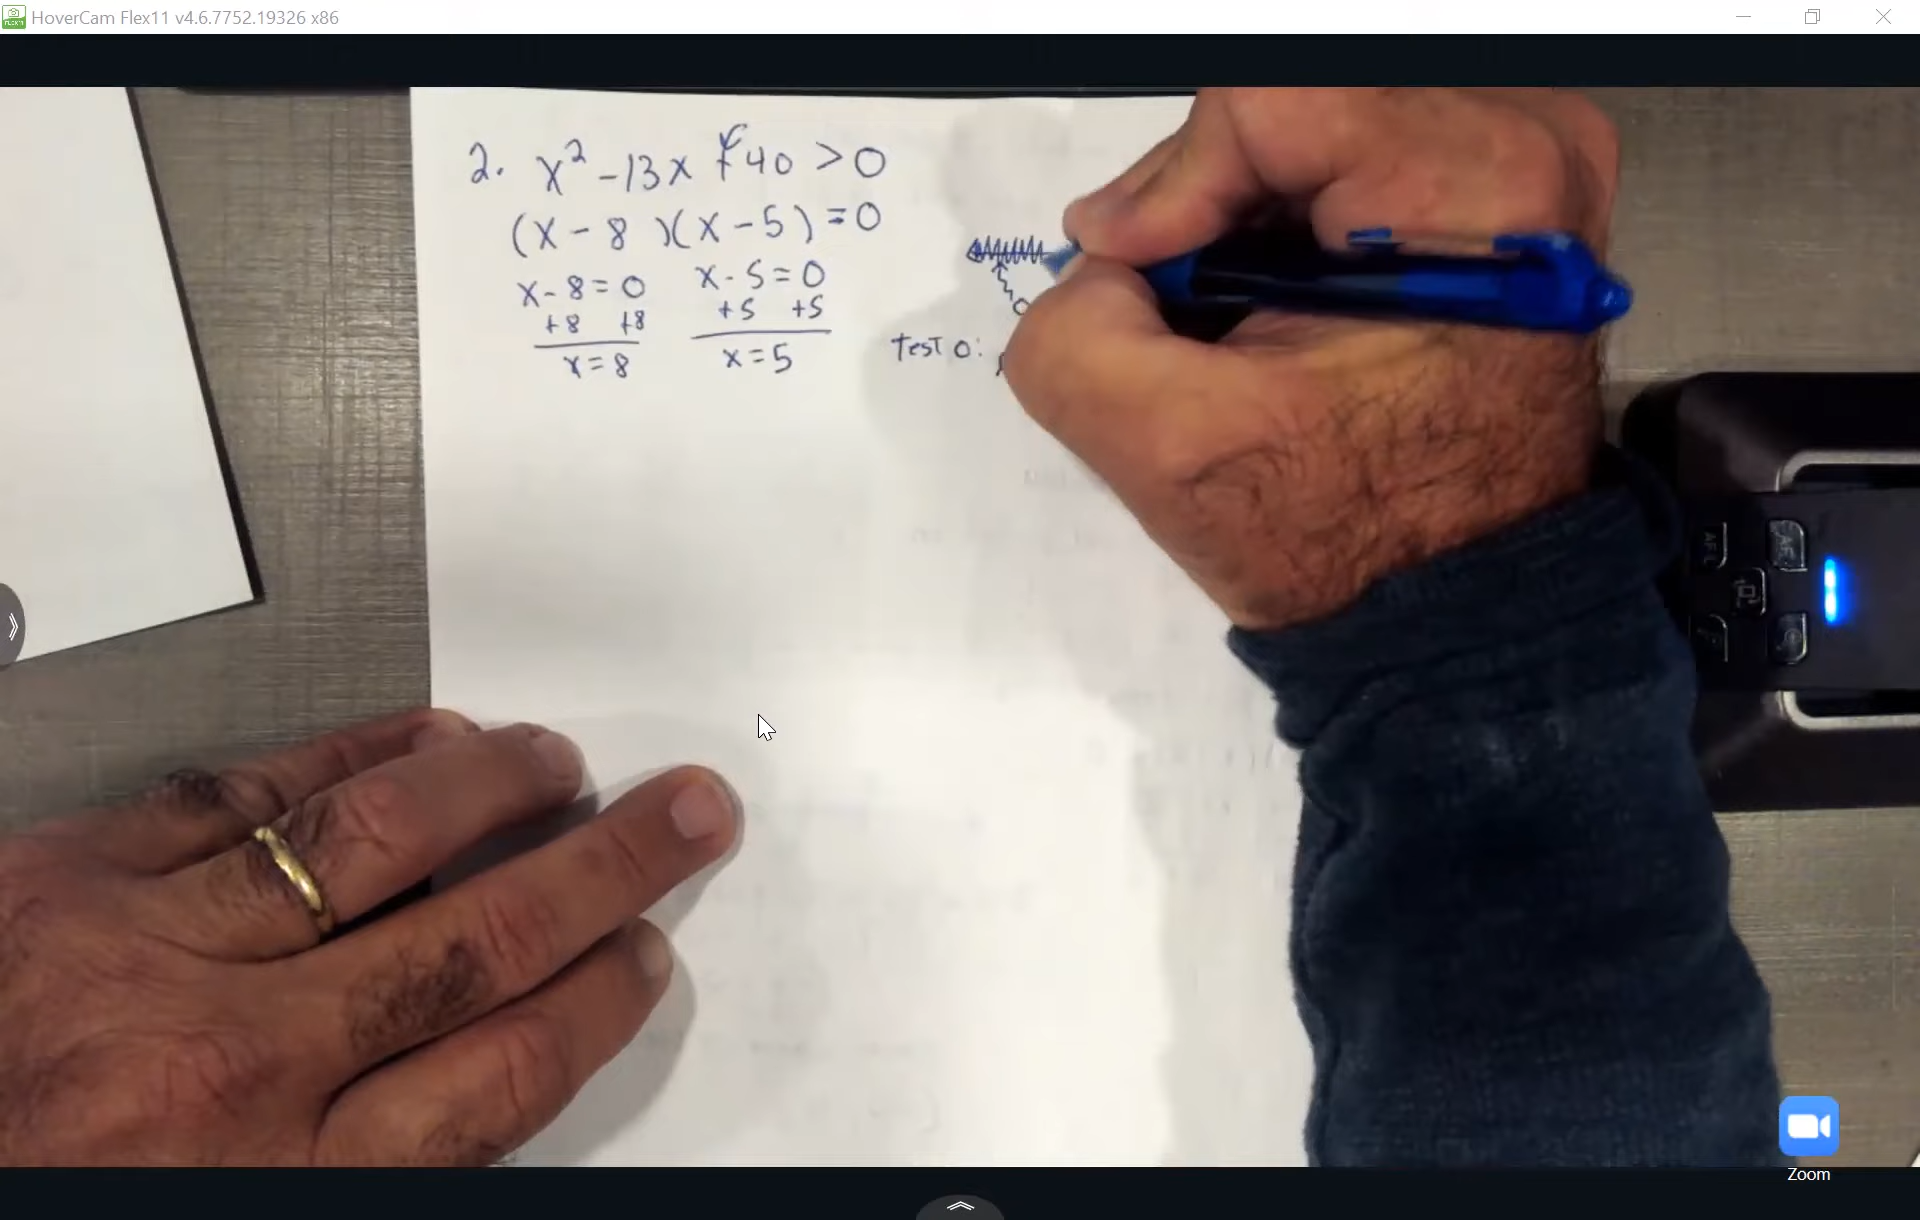 HoverCam Flex11 v4.6.7752.19326 x86
2. x² -13x +40 >0
(x-8)(x-5)=0
x-8=0 x-5=0
+8 +8 +5 +5
x=8 x=5
0
Test 0:
Zoom